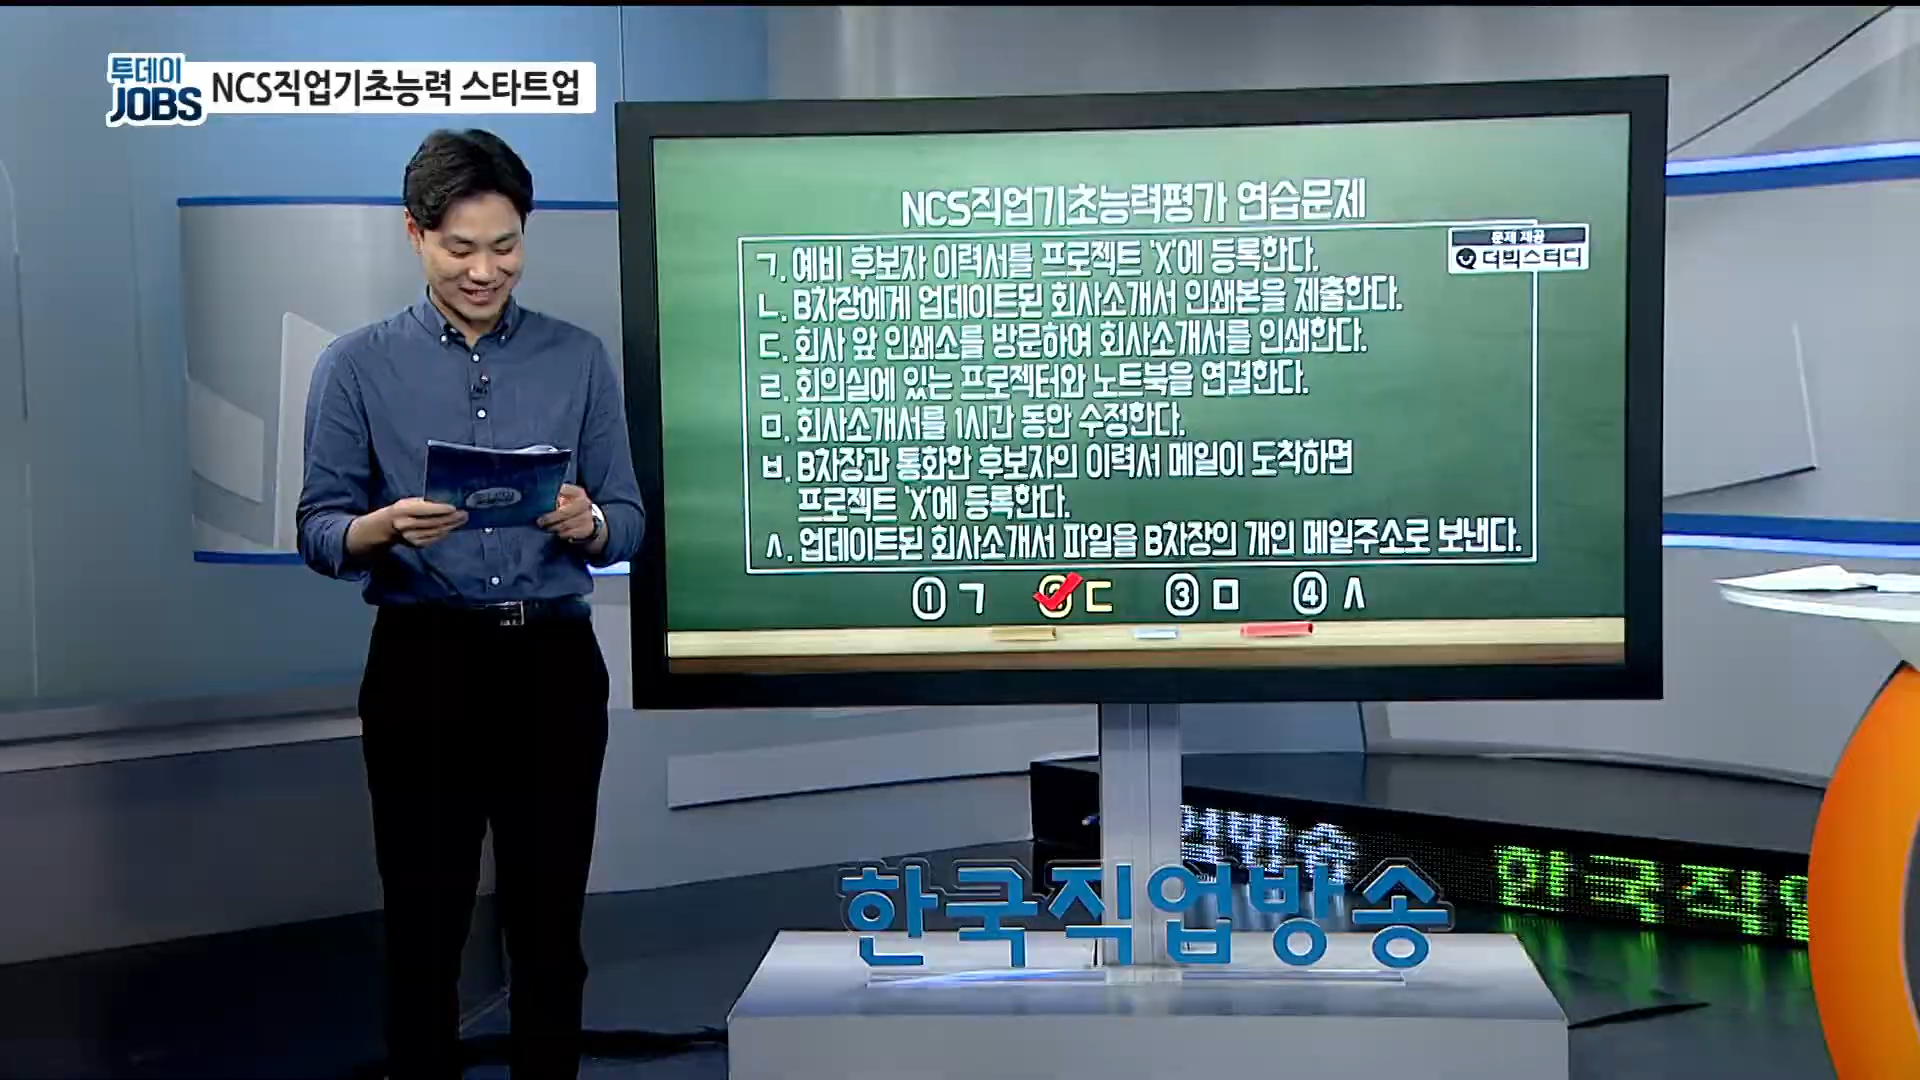 투데이
JOBS
NCS직업기초능력 스타트업
NCS직업기초능력평가 연습문제
문제 제공
더빅스터디
ㄱ. 예비 후보자 이력서를 프로젝트 'X'에 등록한다.
ㄴ. B차장에게 업데이트된 회사소개서 인쇄본을 제출한다.
ㄷ. 회사 앞 인쇄소를 방문하여 회사소개서를 인쇄한다.
ㄹ. 회의실에 있는 프로젝터와 노트북을 연결한다.
ㅁ. 회사소개서를 1시간 동안 수정한다.
ㅂ. B차장과 통화한 후보자의 이력서 메일이 도착하면
프로젝트 'X'에 등록한다.
ㅅ. 업데이트된 회사소개서 파일을 B차장의 개인 메일주소로 보낸다.
① ㄱ ② ㄷ ③ ㅁ ④ ㅅ
한국직업방송
한국직업